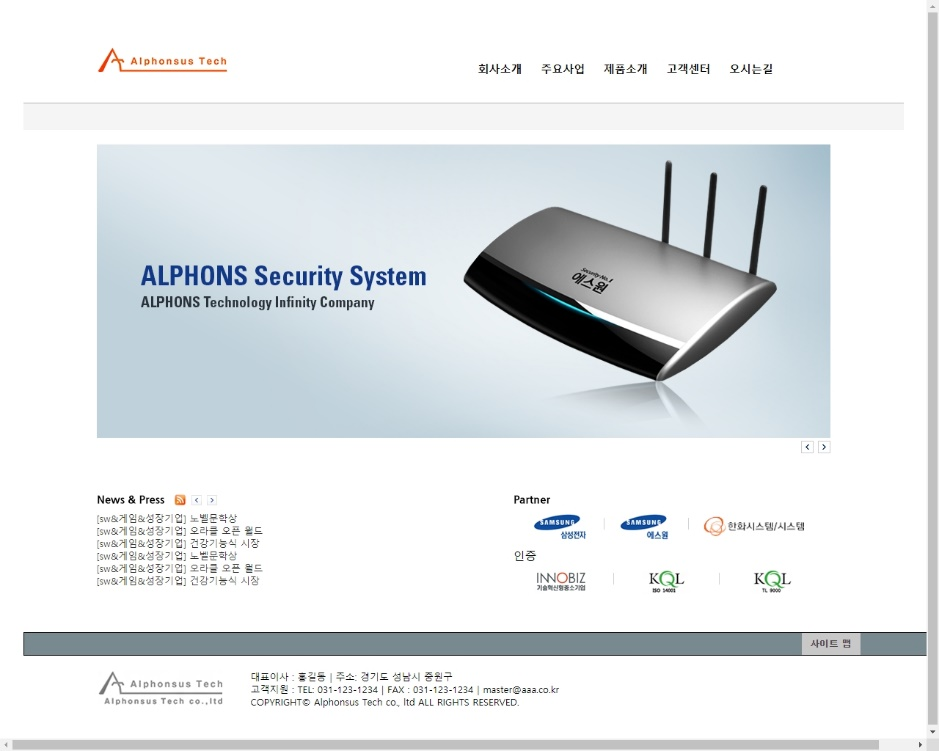 Alphonsus Tech
회사소개 주요사업 제품소개 고객센터 오시는길
ALPHONS Security System
ALPHONS Technology Infinity Company
Security No.1
에스원
News & Press
[sw&게임&성장기업] 노벨문학상
[sw&게임&성장기업] 오라클 오픈 월드
[sw&게임&성장기업] 건강기능식 시장
[sw&게임&성장기업] 노벨문학상
[sw&게임&성장기업] 오라클 오픈 월드
[sw&게임&성장기업] 건강기능식 시장
Partner
SAMSUNG 삼성전자
SAMSUNG 에스원
한화시스템/시스템
인증
INNOBIZ 기술혁신형중소기업
KQL ISO 14001
KQL TL 9000
사이트 맵
Alphonsus Tech
Alphonsus Tech co.,ltd
대표이사 : 홍길동 | 주소: 경기도 성남시 중원구
고객지원 : TEL: 031-123-1234 | FAX : 031-123-1234 | master@aaa.co.kr
COPYRIGHT© Alphonsus Tech co., ltd ALL RIGHTS RESERVED.